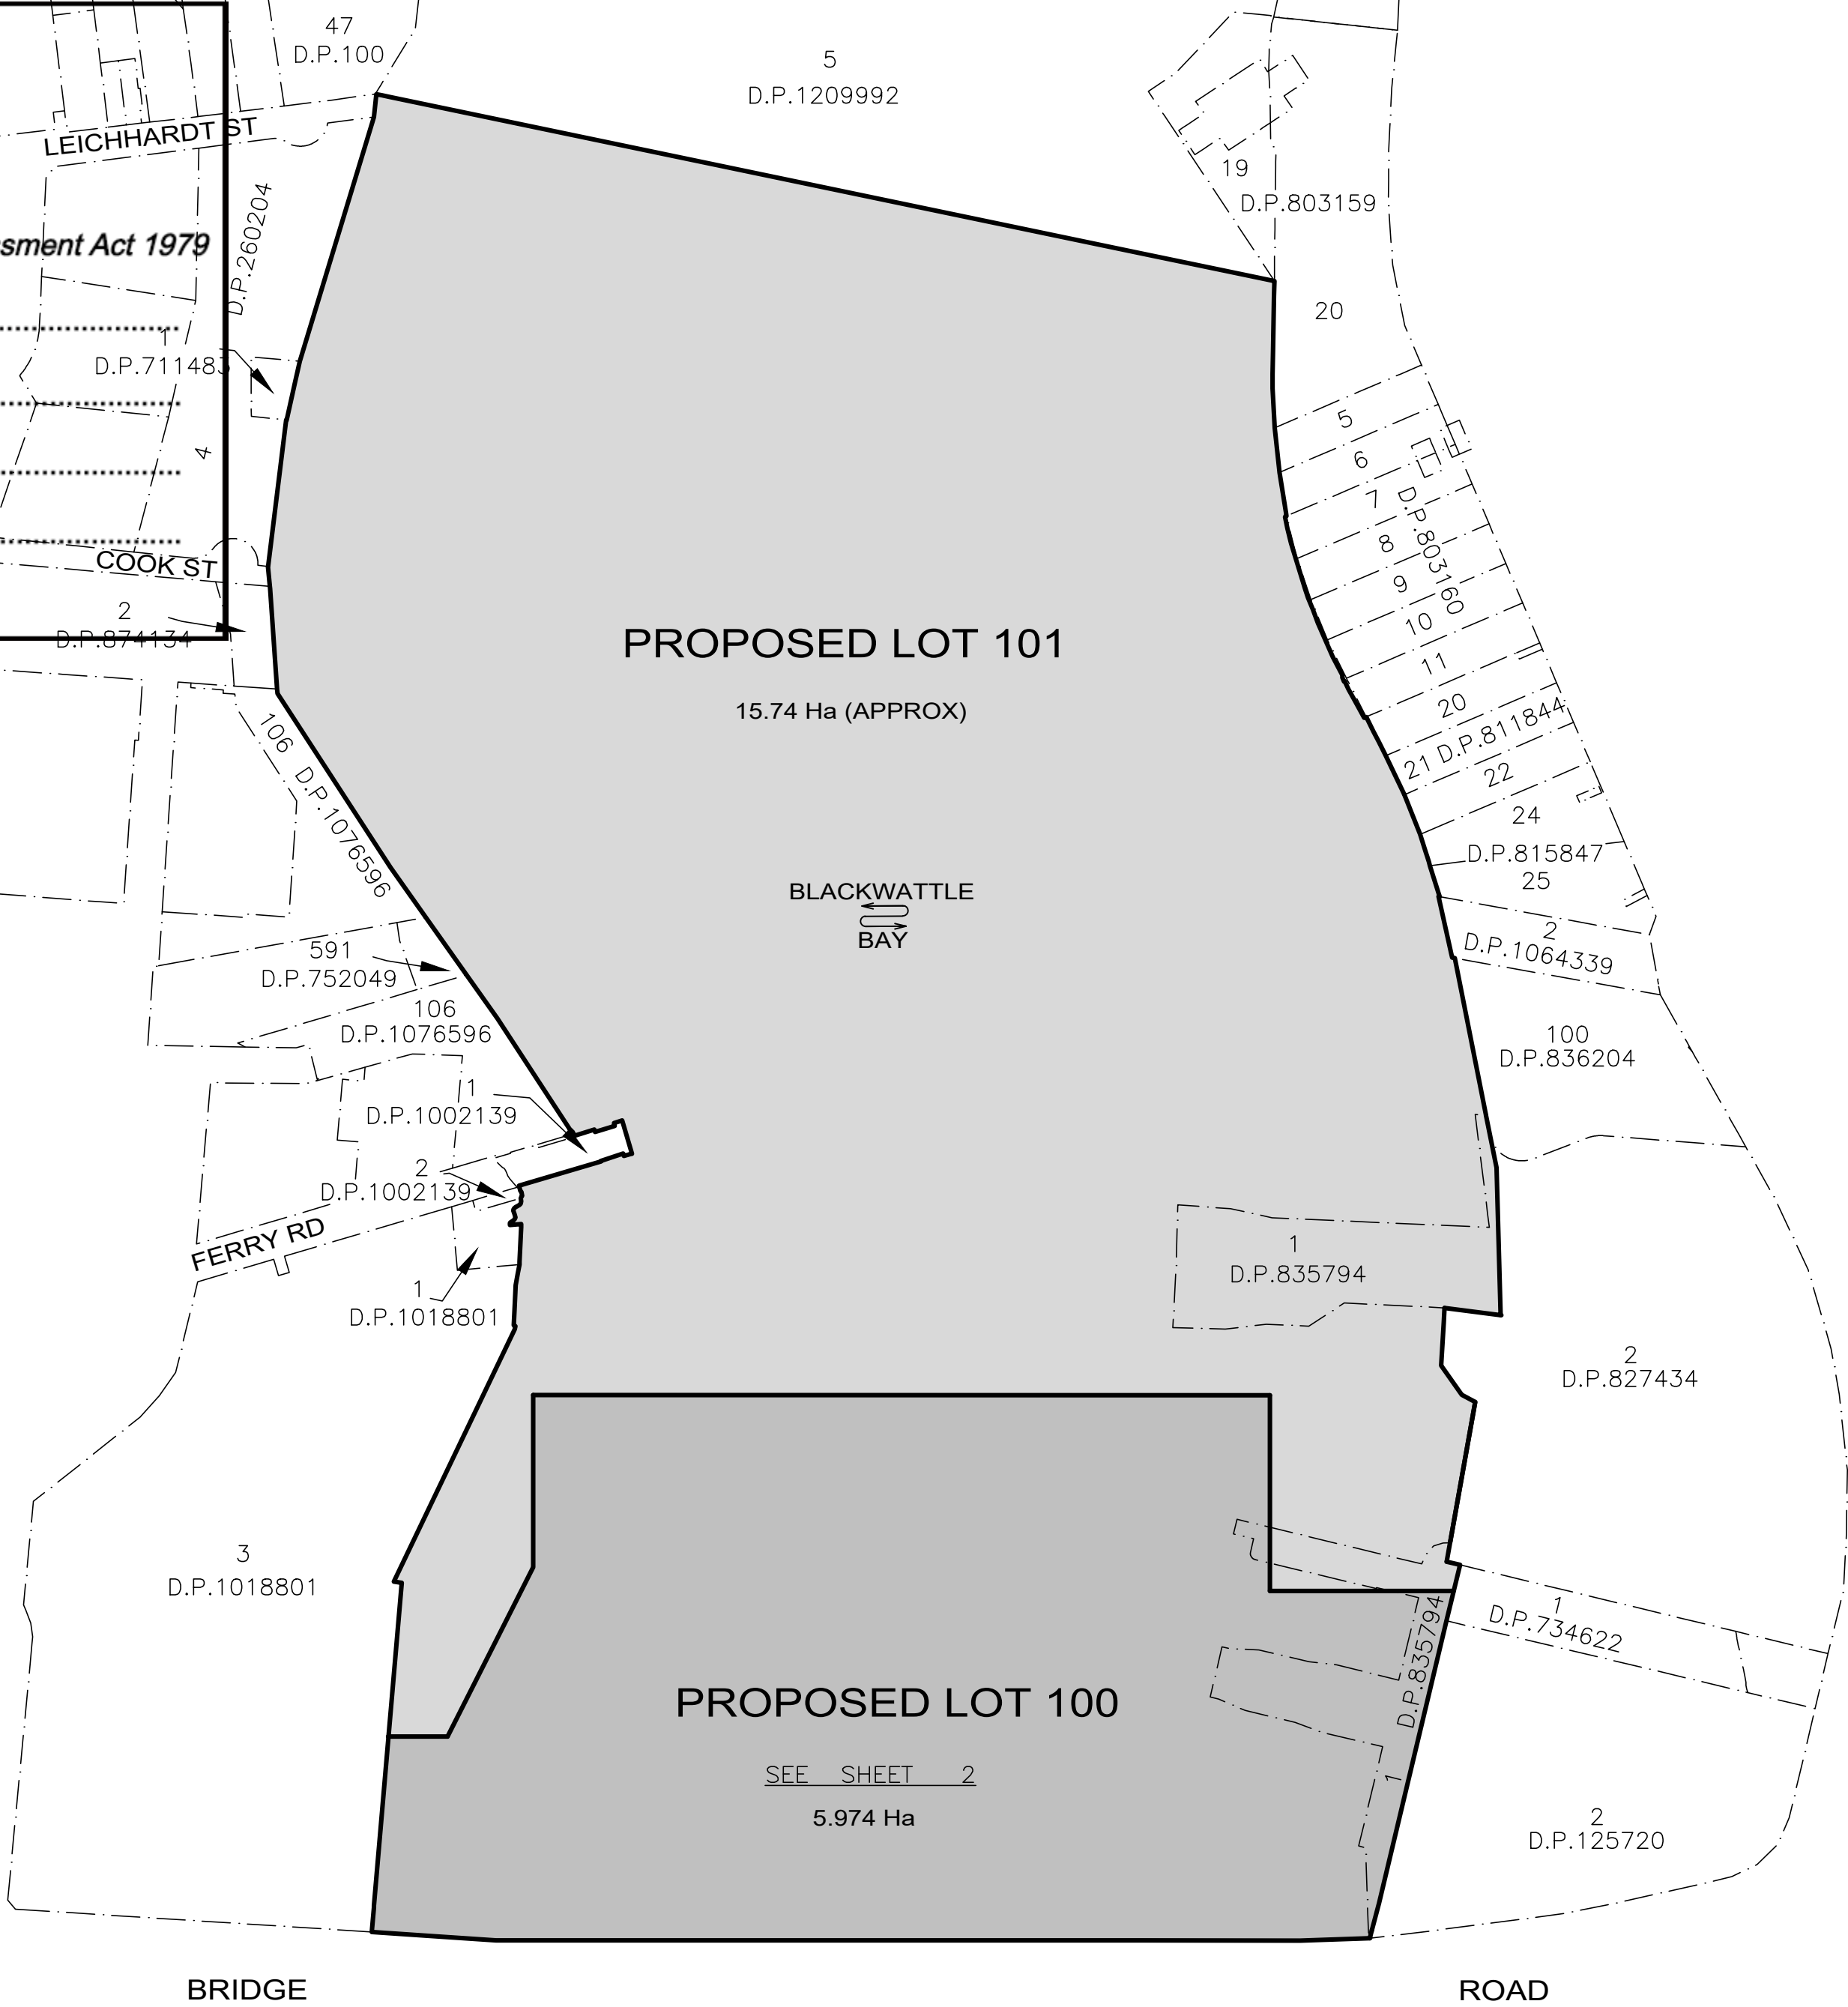 47
D.P.100
5
D.P.1209992
LEICHHARDT ST
19
D.P.803159
D.P.260204
sment Act 1979
20
1
D.P.711483
4
5
6
7
D.P.803160
8
9
10
11
COOK ST
2
D.P.874134
PROPOSED LOT 101
15.74 Ha (APPROX)
20
21 D.P.811844
22
24
D.P.815847
25
106 D.P.1076596
BLACKWATTLE
BAY
2
D.P.1064339
591
D.P.752049
106
D.P.1076596
100
D.P.836204
1
D.P.1002139
2
D.P.1002139
FERRY RD
1
D.P.1018801
1
D.P.835794
2
D.P.827434
3
D.P.1018801
1
D.P.734622
1 D.P.835794
PROPOSED LOT 100
SEE SHEET 2
5.974 Ha
2
D.P.125720
BRIDGE ROAD